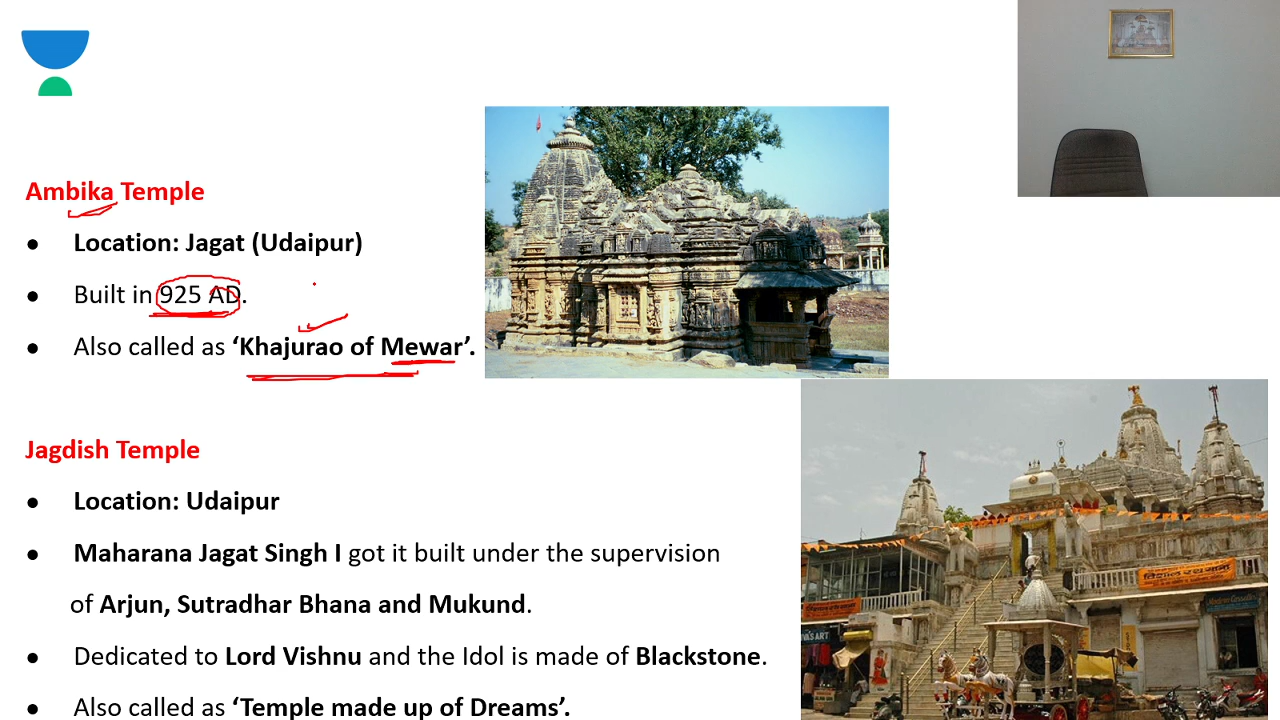 Ambika Temple
● Location: Jagat (Udaipur)
● Built in 925 AD.
● Also called as ‘Khajurao of Mewar’.
Jagdish Temple
● Location: Udaipur
● Maharana Jagat Singh I got it built under the supervision
of Arjun, Sutradhar Bhana and Mukund.
● Dedicated to Lord Vishnu and the Idol is made of Blackstone.
● Also called as ‘Temple made up of Dreams’.
विशाल रथ यात्रा